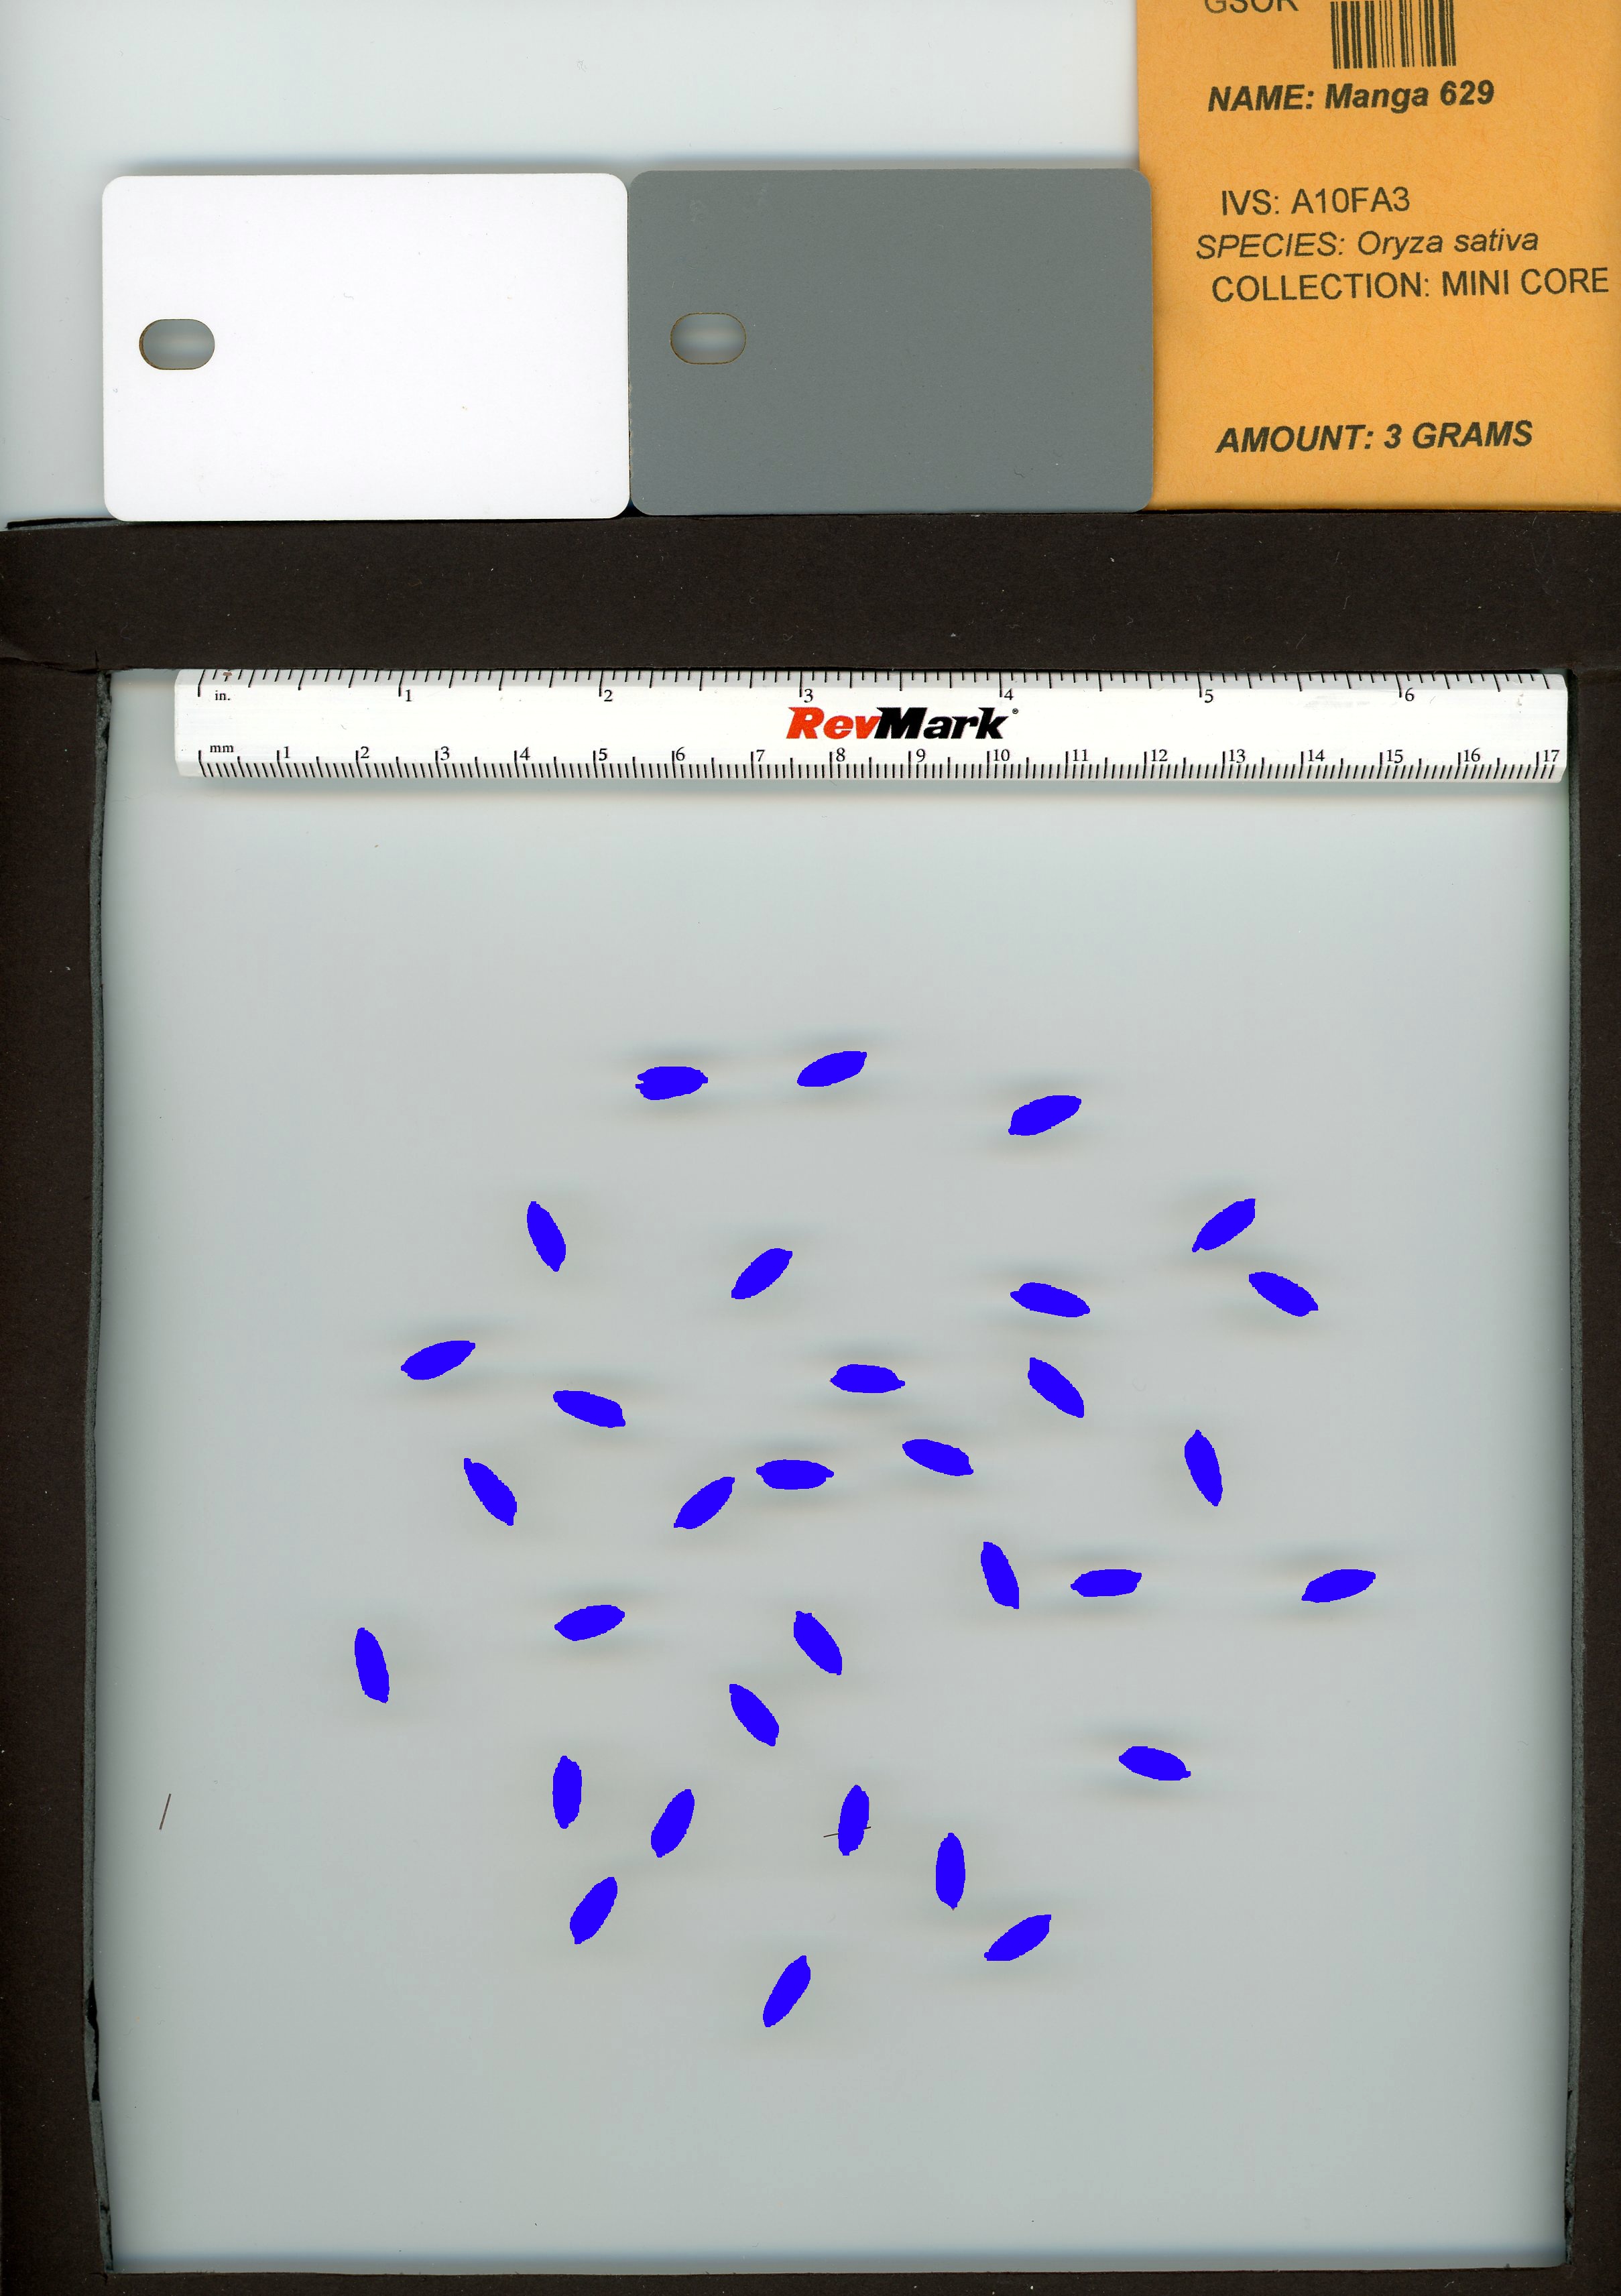 GSOR
NAME: Manga 629
IVS: A10FA3
SPECIES: Oryza sativa
COLLECTION: MINI CORE
AMOUNT: 3 GRAMS
in. 1 2 3 4 5 6
RevMark®
mm 1 2 3 4 5 6 7 8 9 10 11 12 13 14 15 16 17